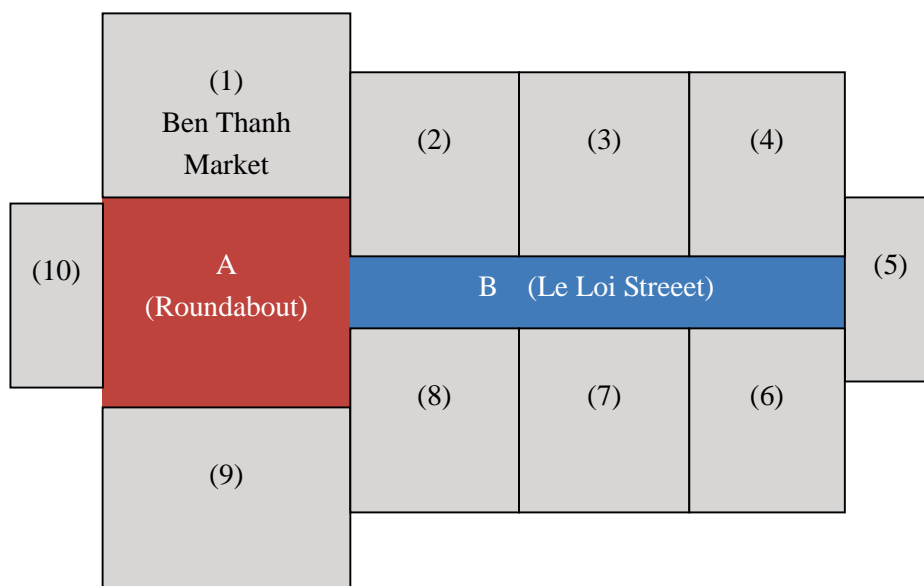 (1)
Ben Thanh
Market
(2)
(3)
(4)
(10)
A
(Roundabout)
B (Le Loi Streeet)
(5)
(8)
(7)
(6)
(9)